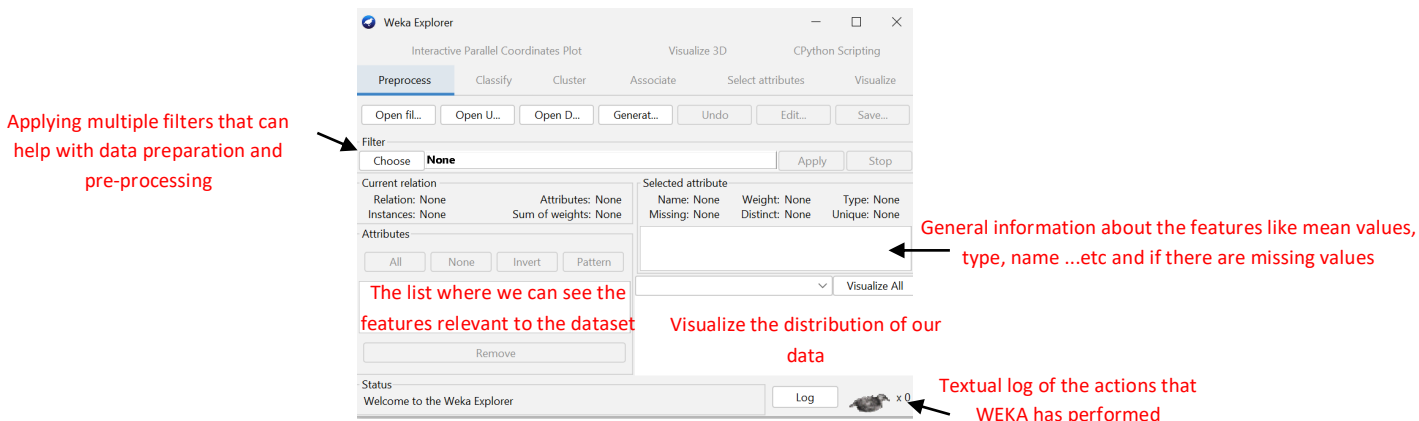 Weka Explorer
Interactive Parallel Coordinates Plot Visualize 3D CPython Scripting
Preprocess Classify Cluster Associate Select attributes Visualize
Open fil... Open U... Open D... Generat... Undo Edit... Save...
Applying multiple filters that can
help with data preparation and
pre-processing
Filter
Choose None Apply Stop
Current relation
Relation: None Attributes: None
Instances: None Sum of weights: None
Selected attribute
Name: None Weight: None Type: None
Missing: None Distinct: None Unique: None
General information about the features like mean values,
type, name ...etc and if there are missing values
Attributes
All None Invert Pattern
The list where we can see the
features relevant to the dataset
Remove
Visualize All
Visualize the distribution of our
data
Status
Welcome to the Weka Explorer
Log x 0
Textual log of the actions that
WEKA has performed